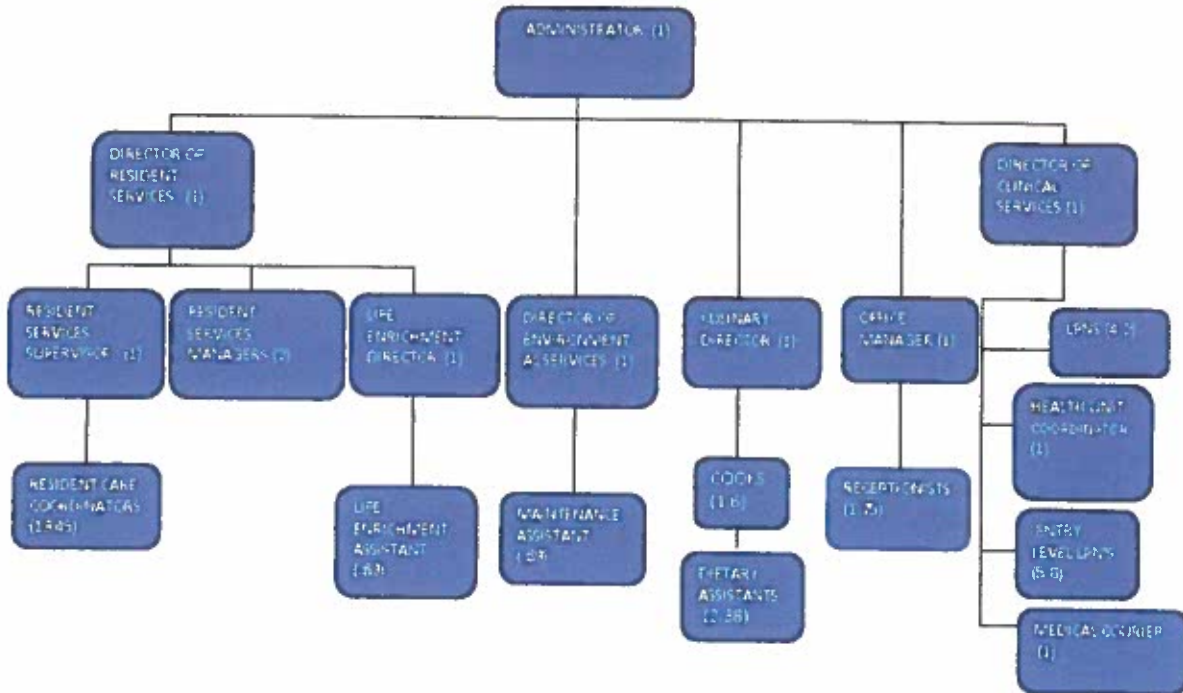 ADMINISTRATOR (1)
DIRECTOR OF
RESIDENT
SERVICES (1)
DIRECTOR OF
CLINICAL
SERVICES (1)
RESIDENT
SERVICES
SUPERVISOR (1)
RESIDENT
SERVICES
MANAGERS
LIFE
ENRICHMENT
DIRECTOR (1)
DIRECTOR OF
ENVIRONMENT
AL SERVICES (1)
CULINARY
DIRECTOR (1)
OFFICE
MANAGER (1)
LPNS
HEALTH UNIT
COORDINATOR
(1)
RESIDENT CARE
COORDINATORS
LIFE
ENRICHMENT
ASSISTANT
MAINTENANCE
ASSISTANT
COOKS
(1.6)
RECEPTIONISTS
ENTRY
LEVEL LPN'S
DIETARY
ASSISTANTS
MEDICAL COURIER
(1)